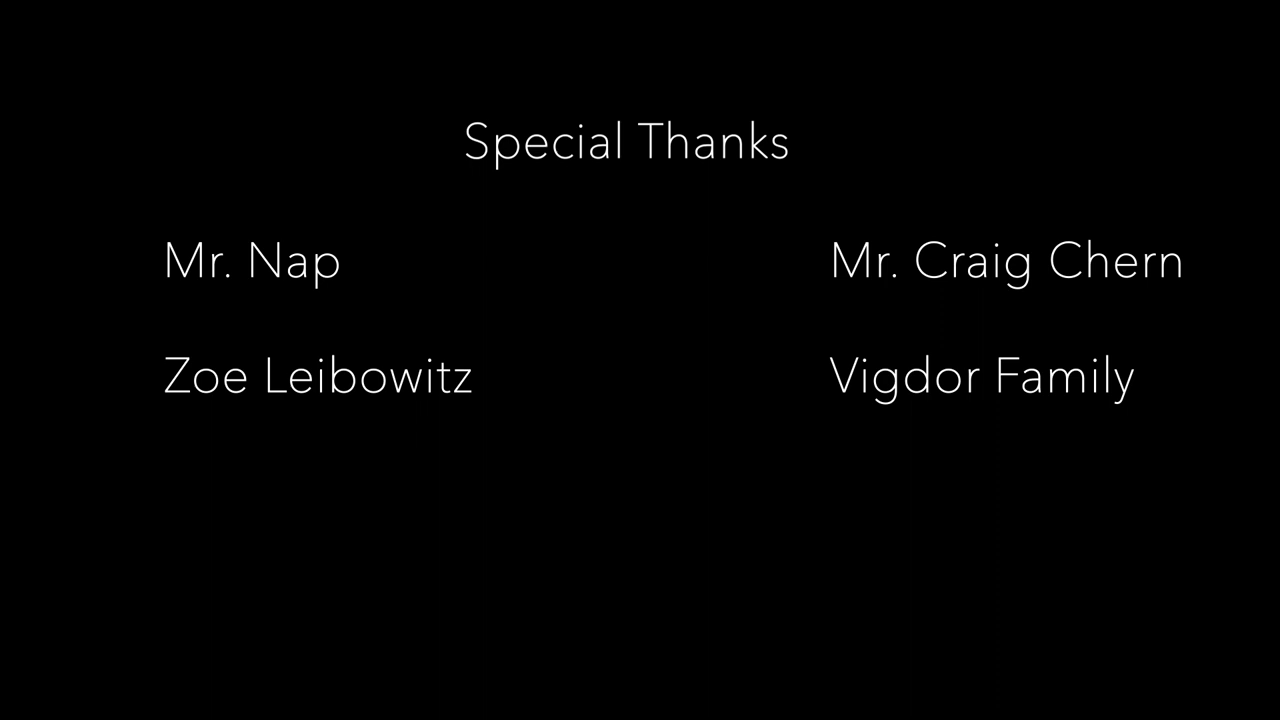 Special Thanks
Mr. Nap
Mr. Craig Chern
Zoe Leibowitz
Vigdor Family